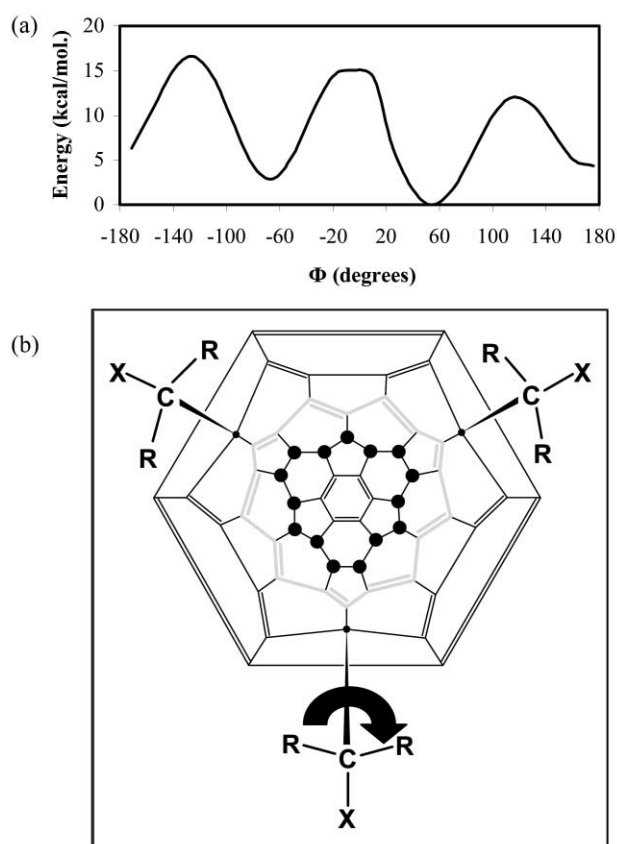 (a)
Energy (kcal/mol.)
20
15
10
5
0
-180 -140 -100 -60 -20 20 60 100 140 180
Φ (degrees)
(b)
X C R R
R C X R
R C R
X